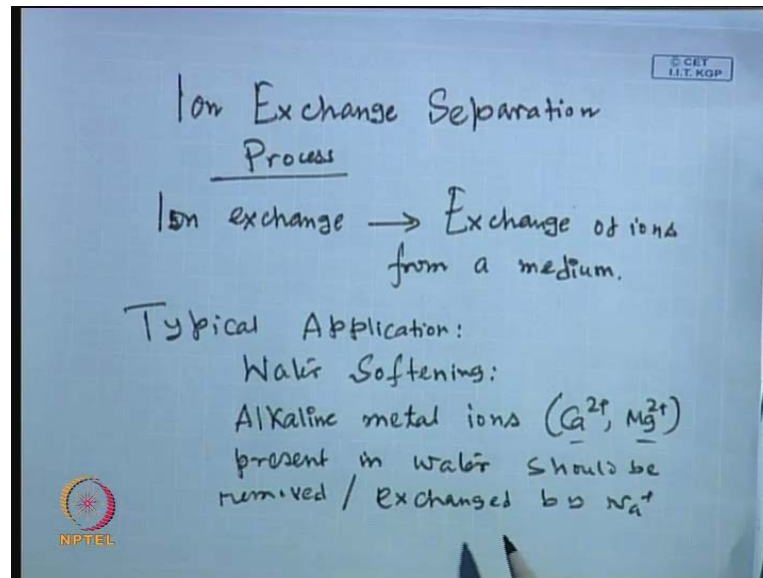 © CET
I.I.T. KGP
Ion Exchange Separation
Process
Ion exchange → Exchange of ions
from a medium.
Typical Application:
Water Softening:
Alkaline metal ions (Ca²⁺, Mg²⁺)
present in water should be
removed / exchanged by Na⁺
NPTEL